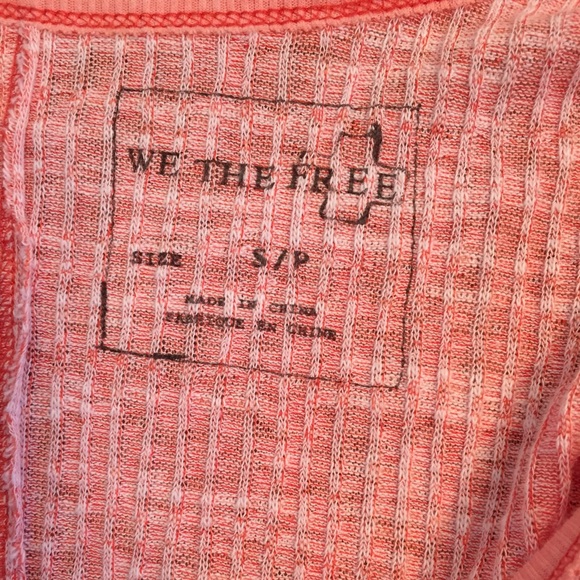 WE THE FREE
SIZE S/P
MADE IN CHINA
FABRIQUE EN CHINE